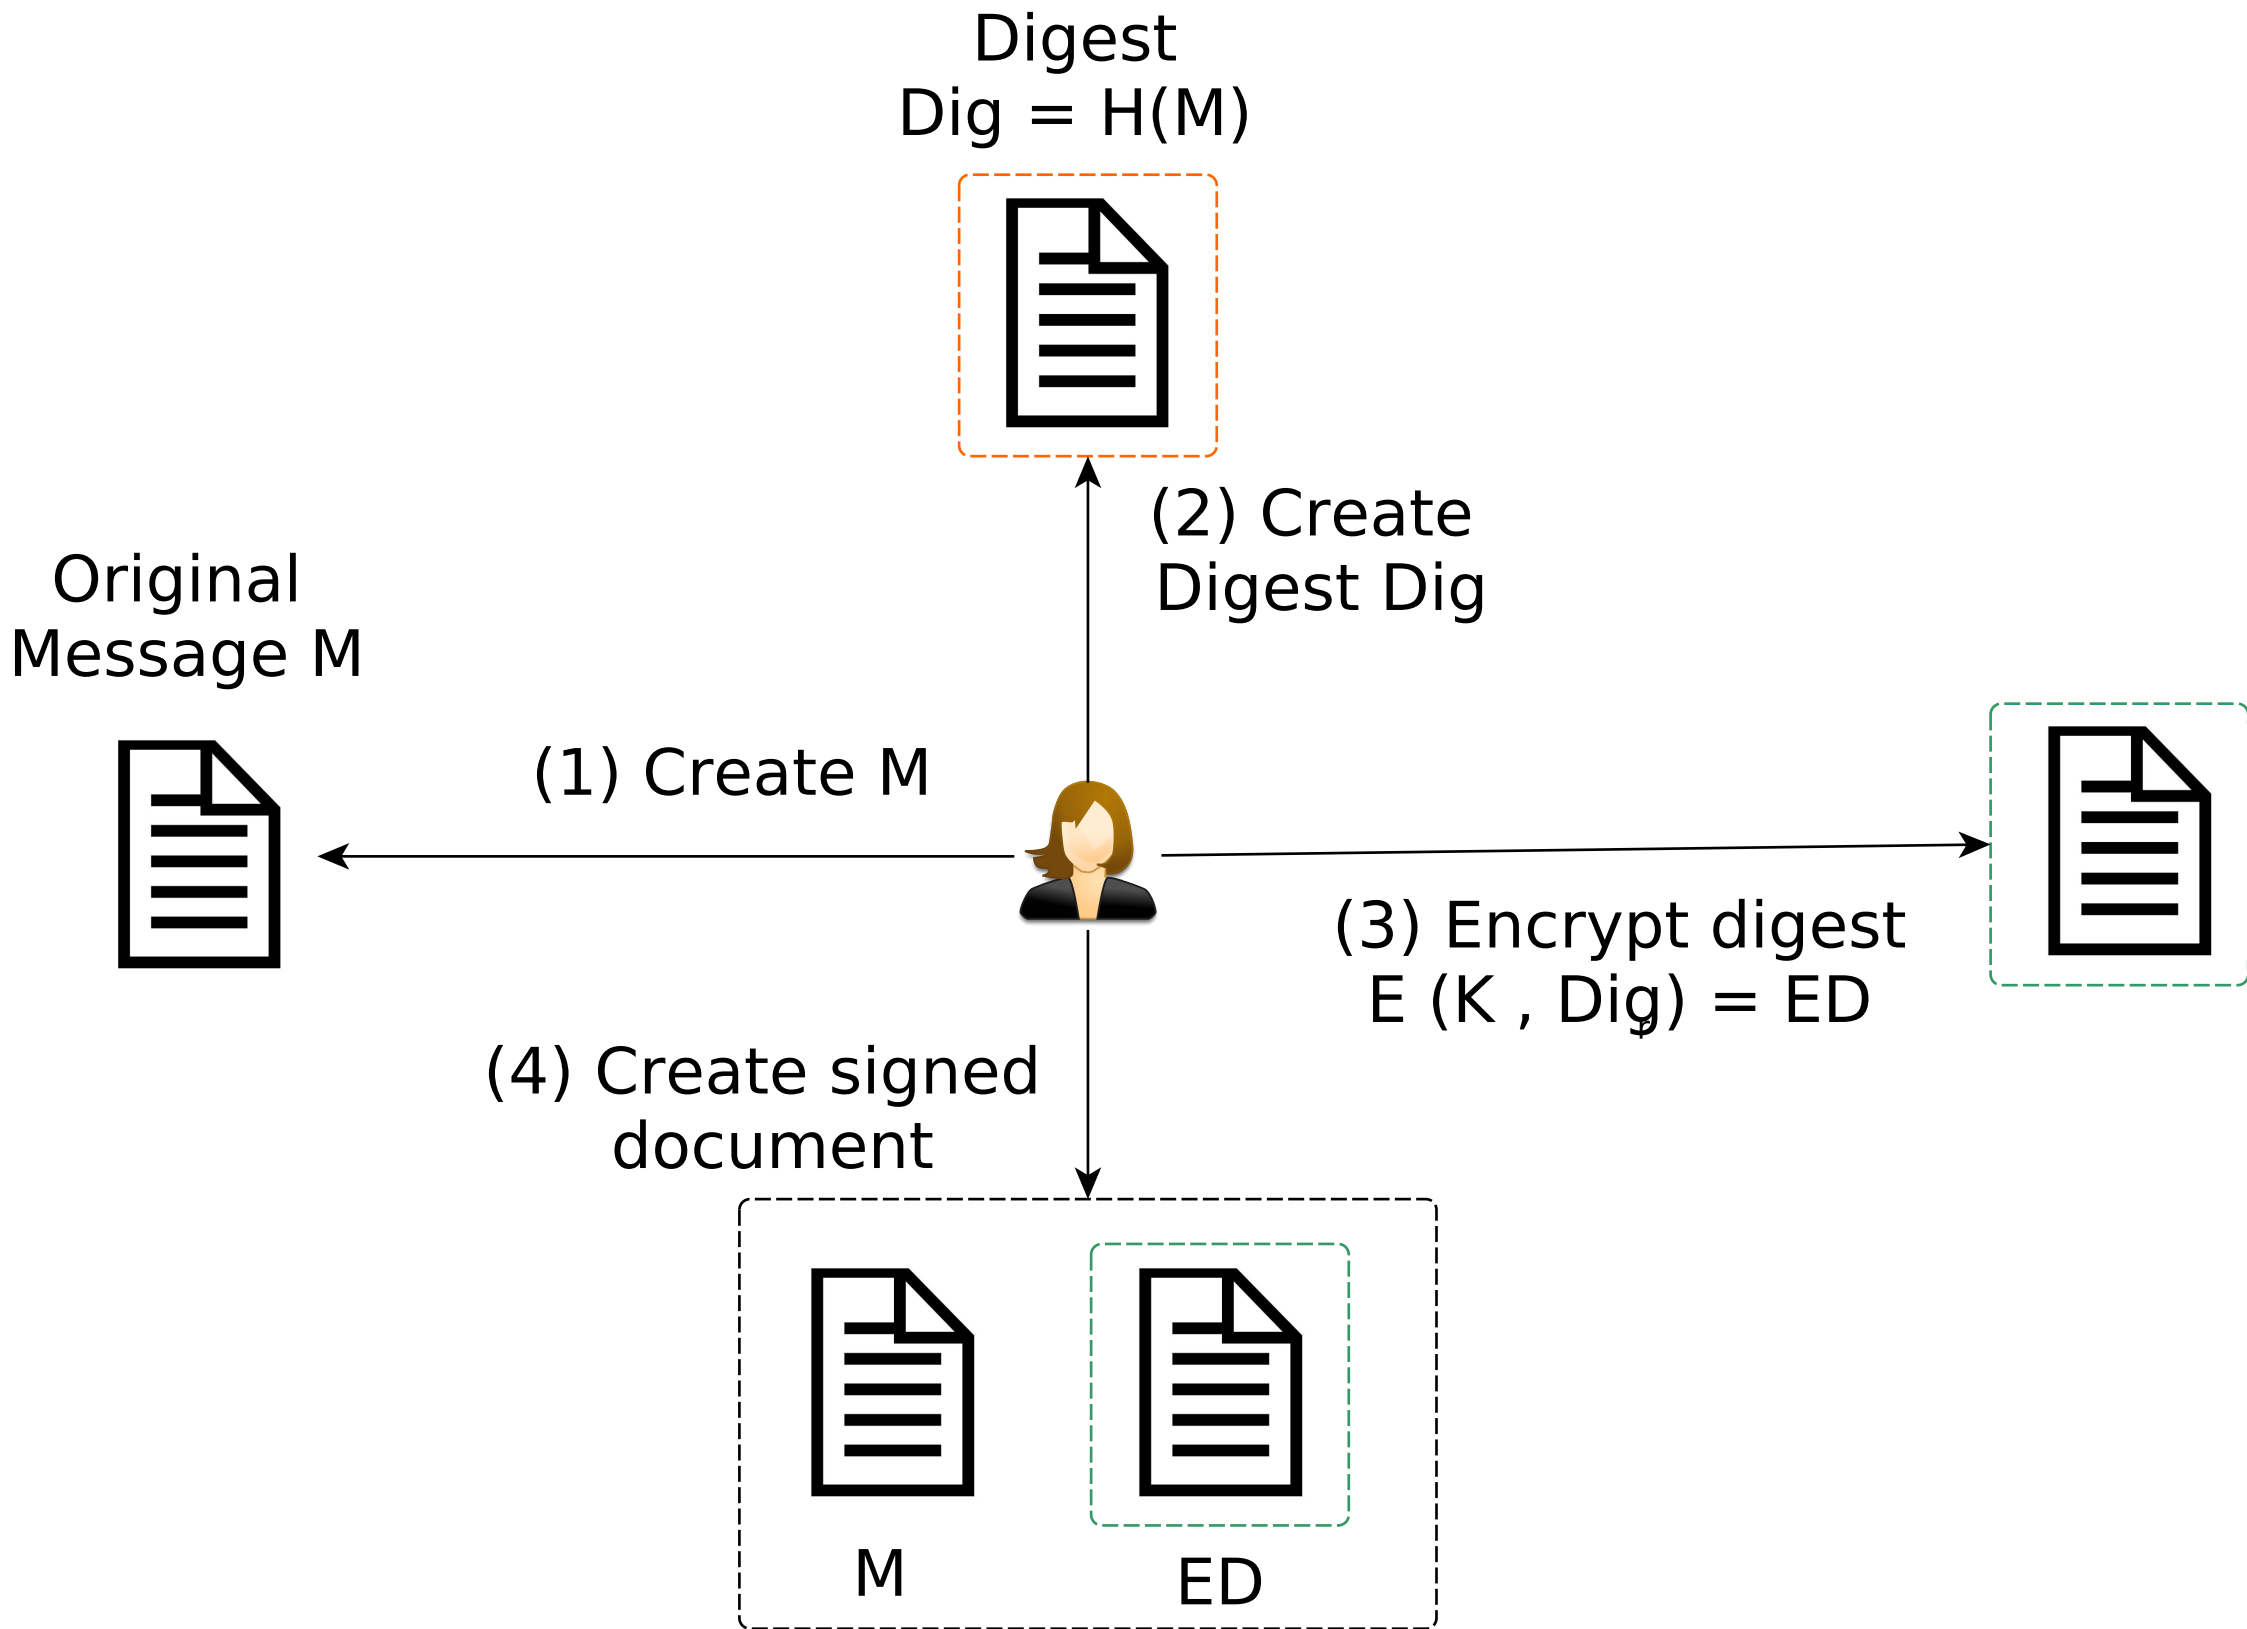 Digest
Dig = H(M)
(2) Create
Digest Dig
Original
Message M
(1) Create M
(3) Encrypt digest
E (K , Dig) = ED
r
(4) Create signed
document
M
ED